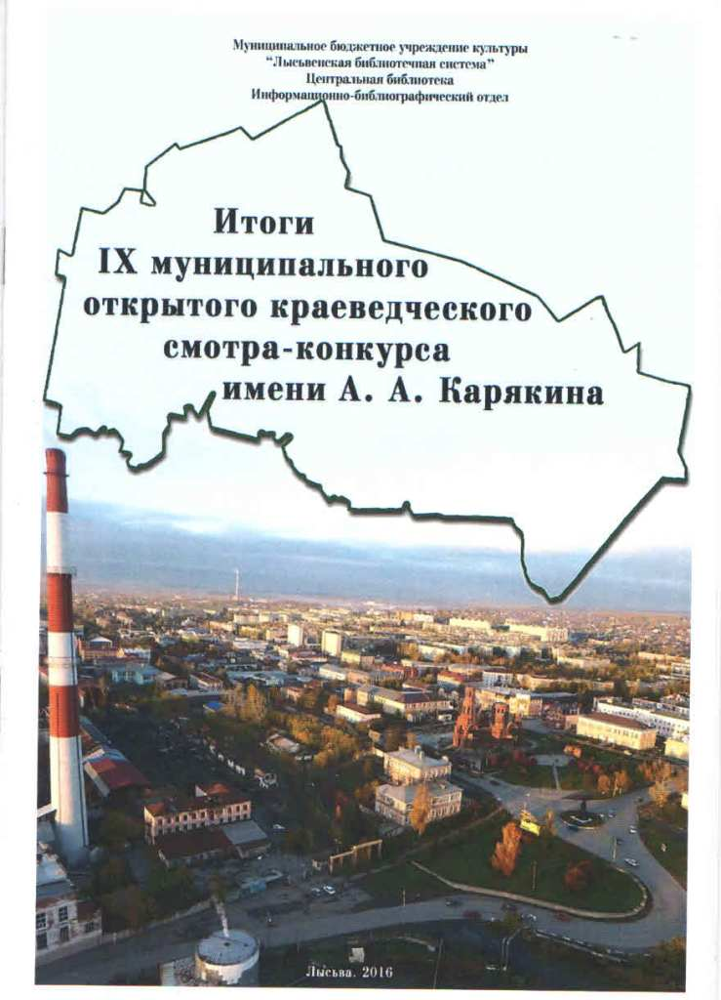 Муниципальное бюджетное учреждение культуры
“Лысьвенская библиотечная система”
Центральная библиотека
Информационно-библиографический отдел
Итоги
IX муниципального
открытого краеведческого
смотра-конкурса
имени А. А. Карякина
Лысьва, 2016